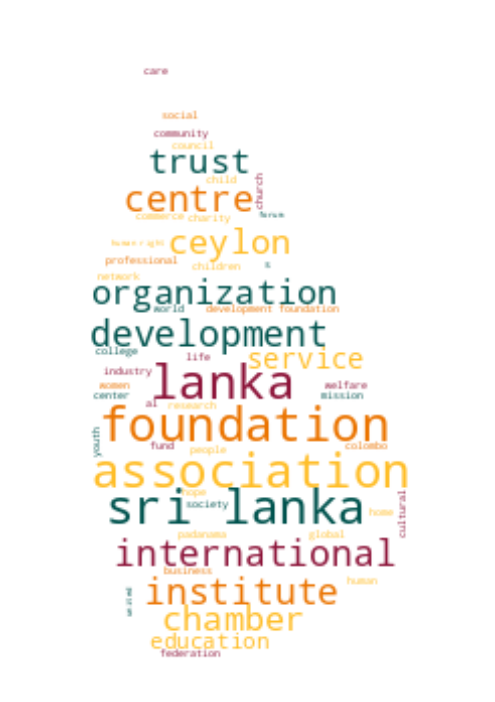 care
social
community
council
trust
child
church
centre
commerce charity forum
ceylon
human right
professional
children s
network
organization
world development foundation
development
college
life service
industry lanka
women welfare
center mission
al research
foundation
youth
fund people colombo
association
hope
sri lanka
society
home cultural
padanama global
international
business
human
institute
united
chamber
education
federation